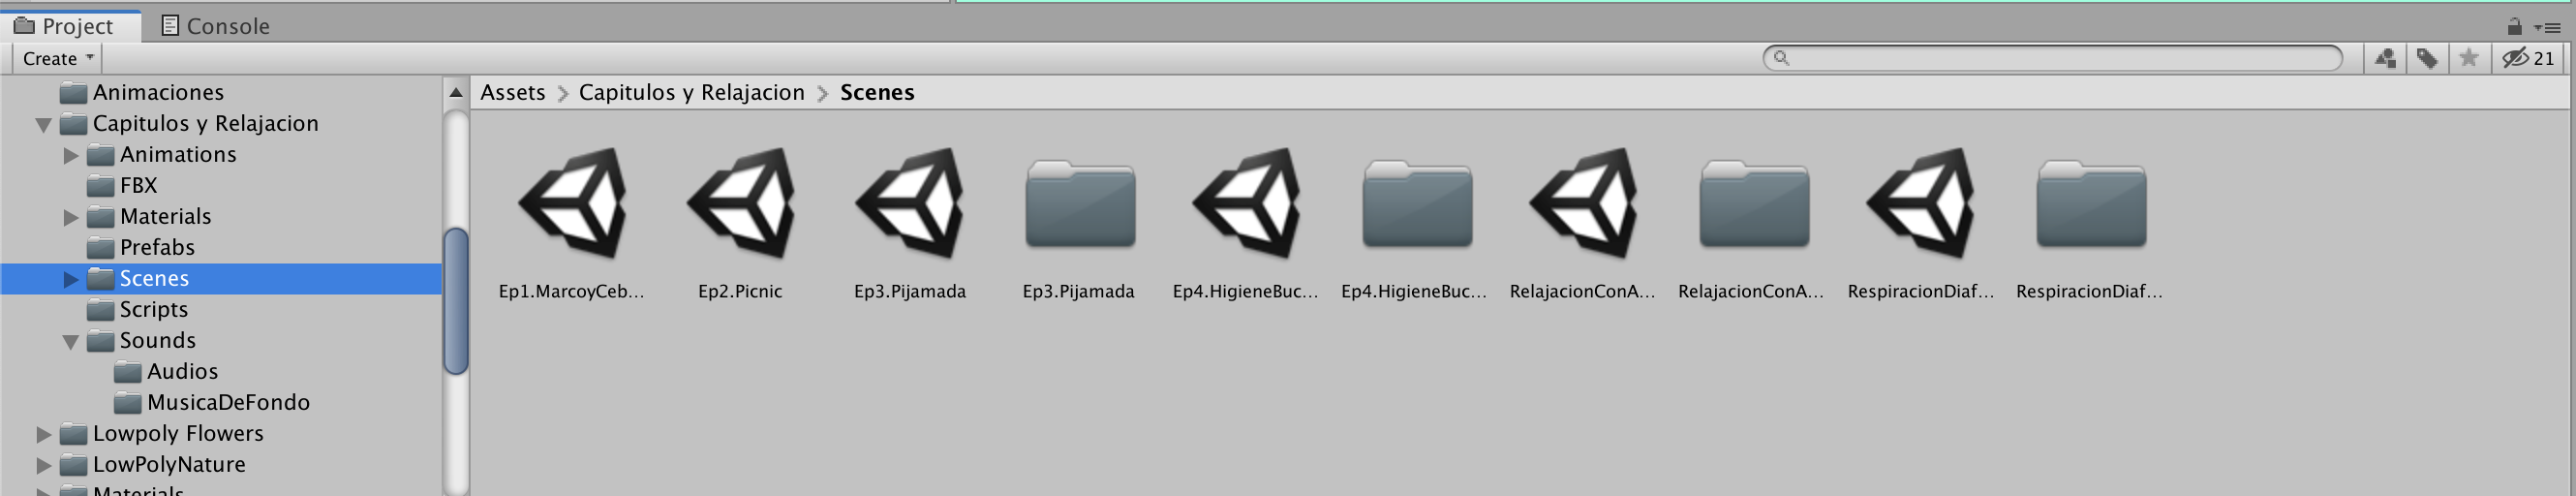 Project
Console
Create
21
Animaciones
Capitulos y Relajacion
Animations
FBX
Materials
Prefabs
Scenes
Scripts
Sounds
Audios
MusicaDeFondo
Lowpoly Flowers
LowPolyNature
Materials
Assets > Capitulos y Relajacion > Scenes
Ep1.MarcoyCeb...
Ep2.Picnic
Ep3.Pijamada
Ep3.Pijamada
Ep4.HigieneBuc...
Ep4.HigieneBuc...
RelajacionConA...
RelajacionConA...
RespiracionDiaf...
RespiracionDiaf...